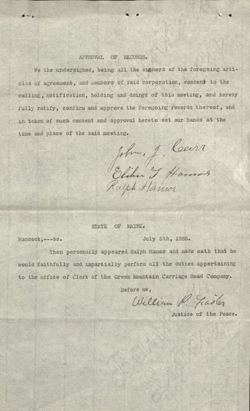 APPROVAL OF RECORDS.
We the undersigned, being all the signers of the foregoing arti-
cles of agreement, and members of said corporation, consent to the
calling, notification, holding and doings of this meeting, and hereby
fully ratify, confirm and approve the foregoing records thereof, and
in token of such consent and approval hereto set our hands at the
time and place of the said meeting.
John J. Carr
Elihu T Hamor
Ralph Hamor
STATE OF MAINE.
Hancock,---ss. July 5th,
Then personally appeared Ralph Hamor and made oath that he
would faithfully and impartially perform all the duties appertaining
to the office of Clerk of the Green Mountain Carriage Road Company.
Before me,
William P.
Justice of the Peace.